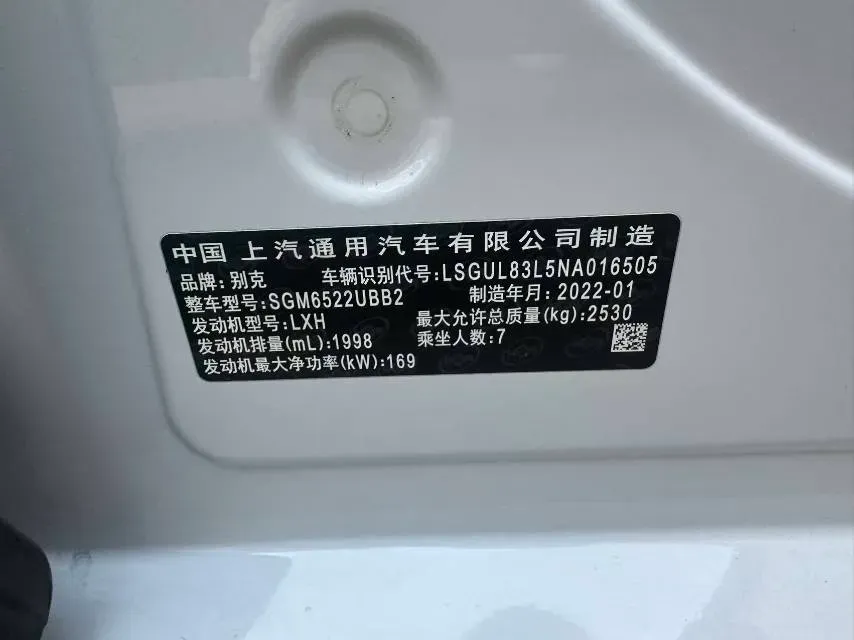 中国 上汽通用汽车有限公司制造
品牌: 别克 车辆识别代号: LSGUL83L5NA016505
整车型号: SGM6522UBB2 制造年月: 2022-01
发动机型号: LXH 最大允许总质量(kg): 2530
发动机排量(mL): 1998 乘坐人数: 7
发动机最大净功率(kW): 169